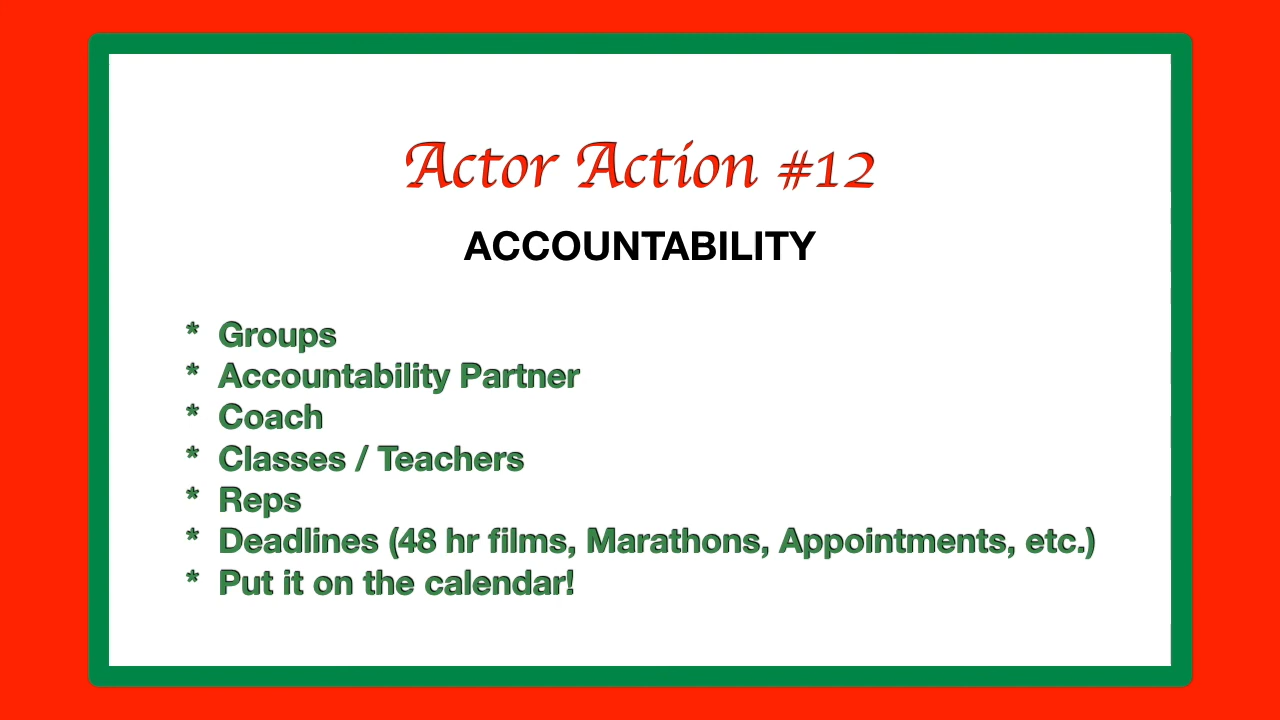 Actor Action #12
ACCOUNTABILITY
* Groups
* Accountability Partner
* Coach
* Classes / Teachers
* Reps
* Deadlines (48 hr films, Marathons, Appointments, etc.)
* Put it on the calendar!